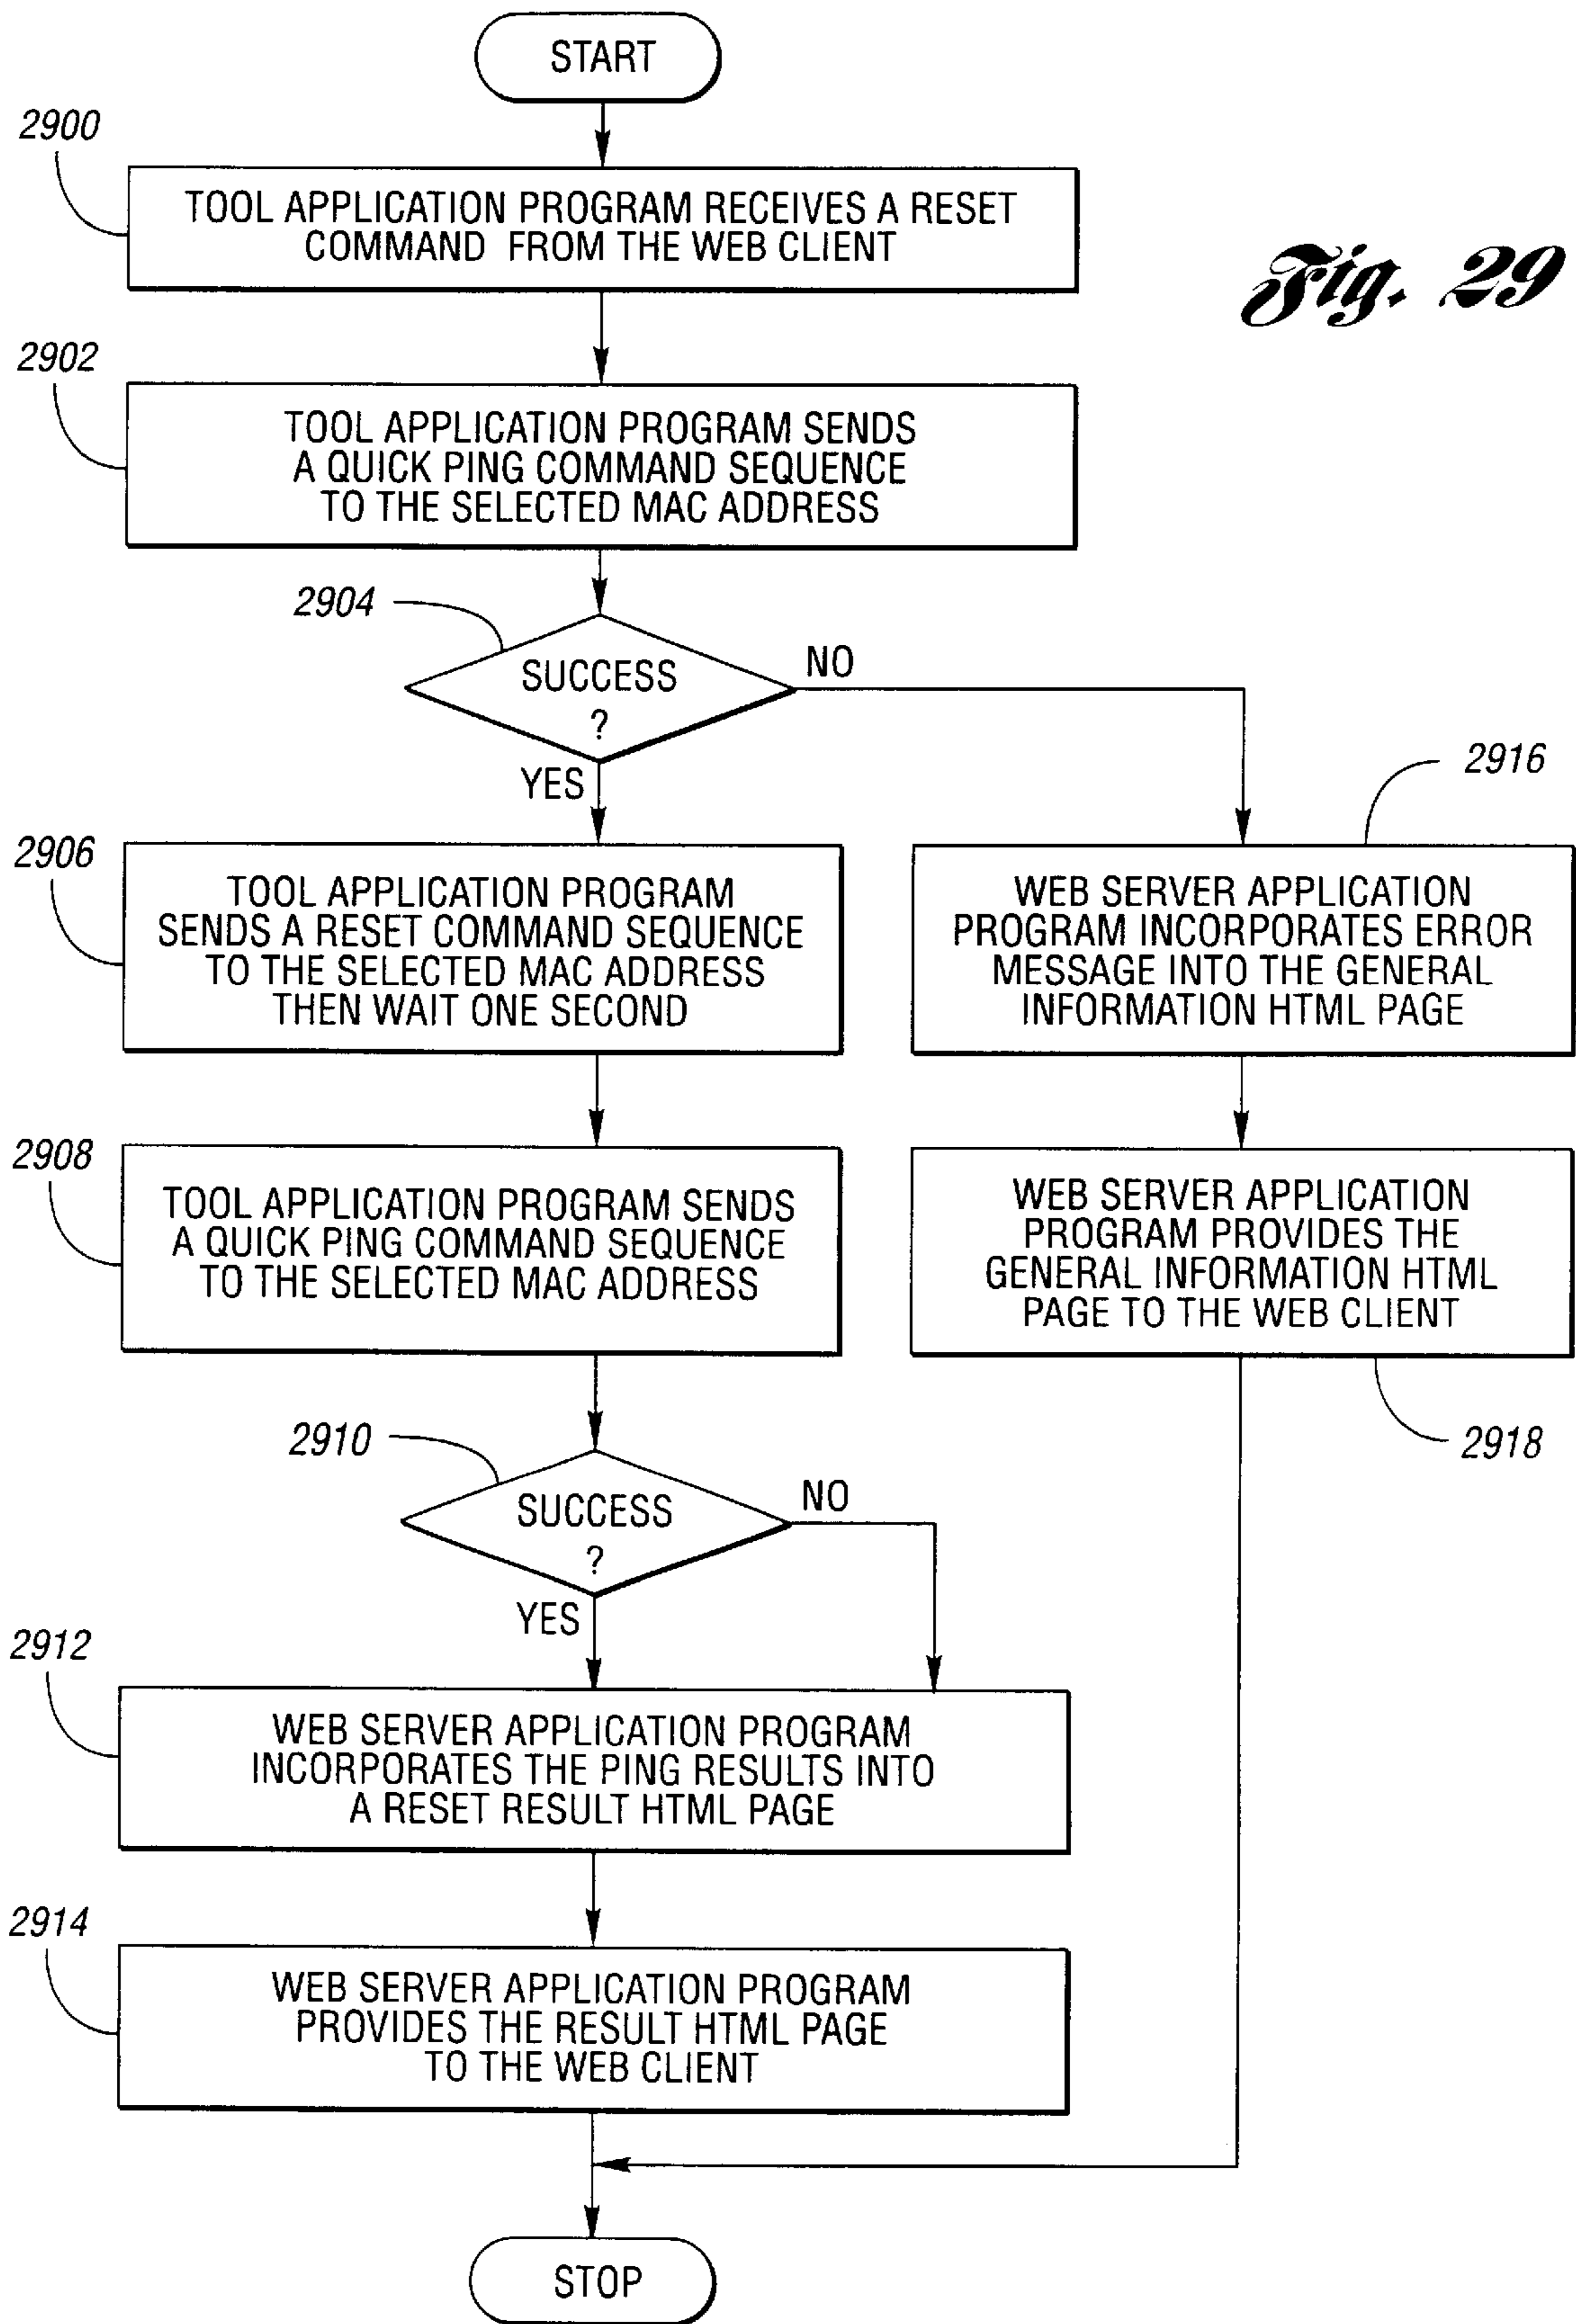 START
2900
TOOL APPLICATION PROGRAM RECEIVES A RESET
COMMAND FROM THE WEB CLIENT
Fig. 29
2902
TOOL APPLICATION PROGRAM SENDS
A QUICK PING COMMAND SEQUENCE
TO THE SELECTED MAC ADDRESS
2904
SUCCESS
?
NO
YES
2906
TOOL APPLICATION PROGRAM
SENDS A RESET COMMAND SEQUENCE
TO THE SELECTED MAC ADDRESS
THEN WAIT ONE SECOND
2916
WEB SERVER APPLICATION
PROGRAM INCORPORATES ERROR
MESSAGE INTO THE GENERAL
INFORMATION HTML PAGE
2908
TOOL APPLICATION PROGRAM SENDS
A QUICK PING COMMAND SEQUENCE
TO THE SELECTED MAC ADDRESS
WEB SERVER APPLICATION
PROGRAM PROVIDES THE
GENERAL INFORMATION HTML
PAGE TO THE WEB CLIENT
2918
2910
SUCCESS
?
NO
YES
2912
WEB SERVER APPLICATION PROGRAM
INCORPORATES THE PING RESULTS INTO
A RESET RESULT HTML PAGE
2914
WEB SERVER APPLICATION PROGRAM
PROVIDES THE RESULT HTML PAGE
TO THE WEB CLIENT
STOP